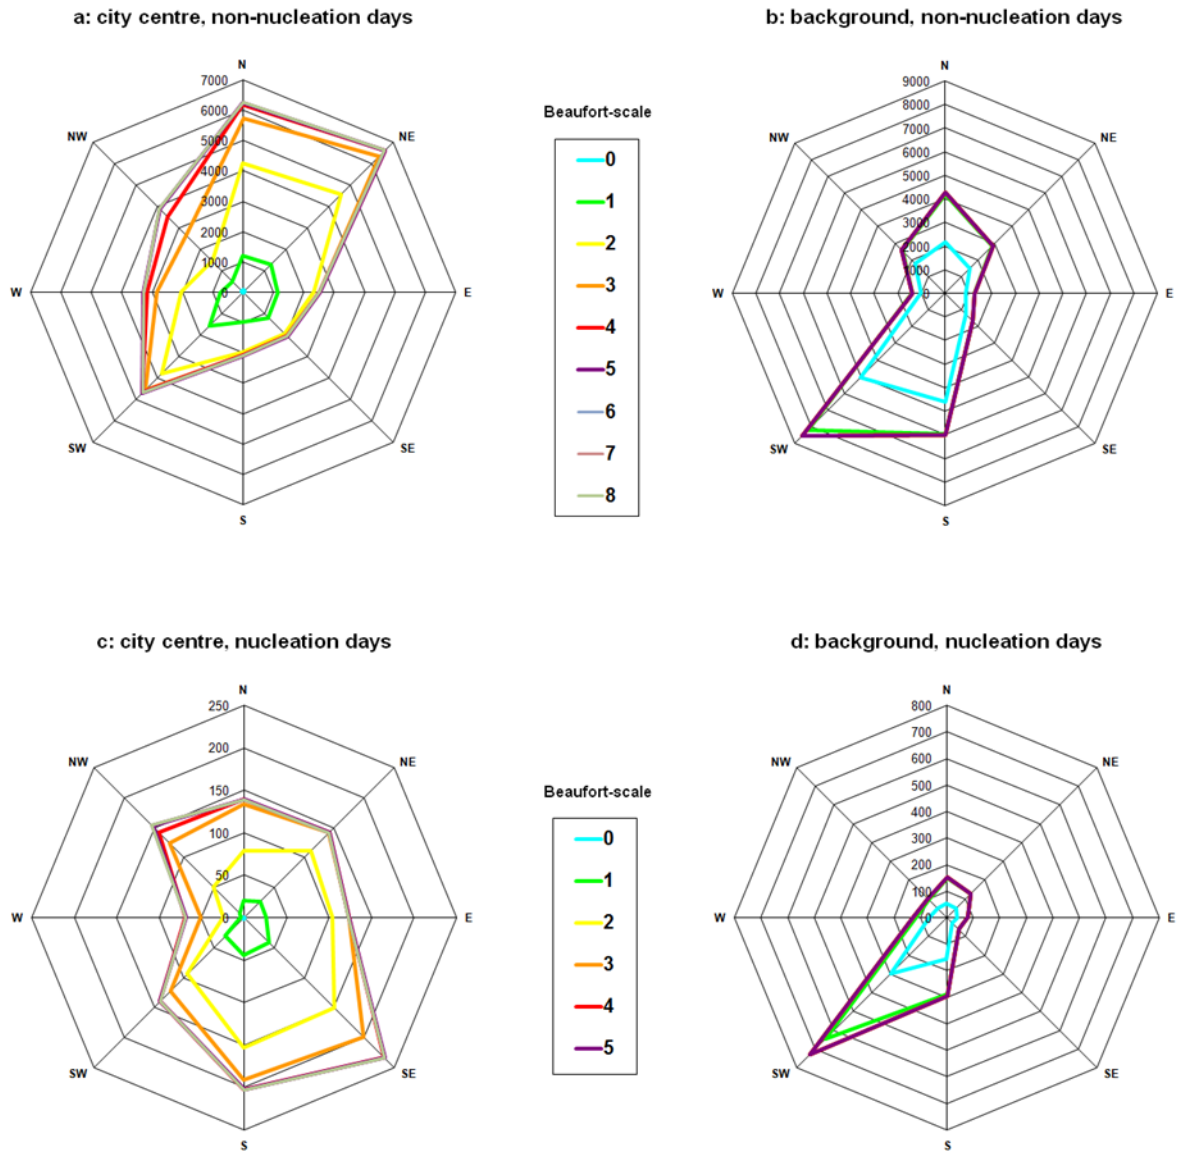 a: city centre, non-nucleation days
b: background, non-nucleation days
N
7000
6000
5000
4000
3000
2000
1000
0
NW
NE
W
E
SW
SE
S
Beaufort-scale
0
1
2
3
4
5
6
7
8
N
9000
8000
7000
6000
5000
4000
3000
2000
1000
0
NW
NE
W
E
SW
SE
S
c: city centre, nucleation days
d: background, nucleation days
N
250
200
150
100
50
0
NW
NE
W
E
SW
SE
S
Beaufort-scale
0
1
2
3
4
5
N
800
700
600
500
400
300
200
100
0
NW
NE
W
E
SW
SE
S